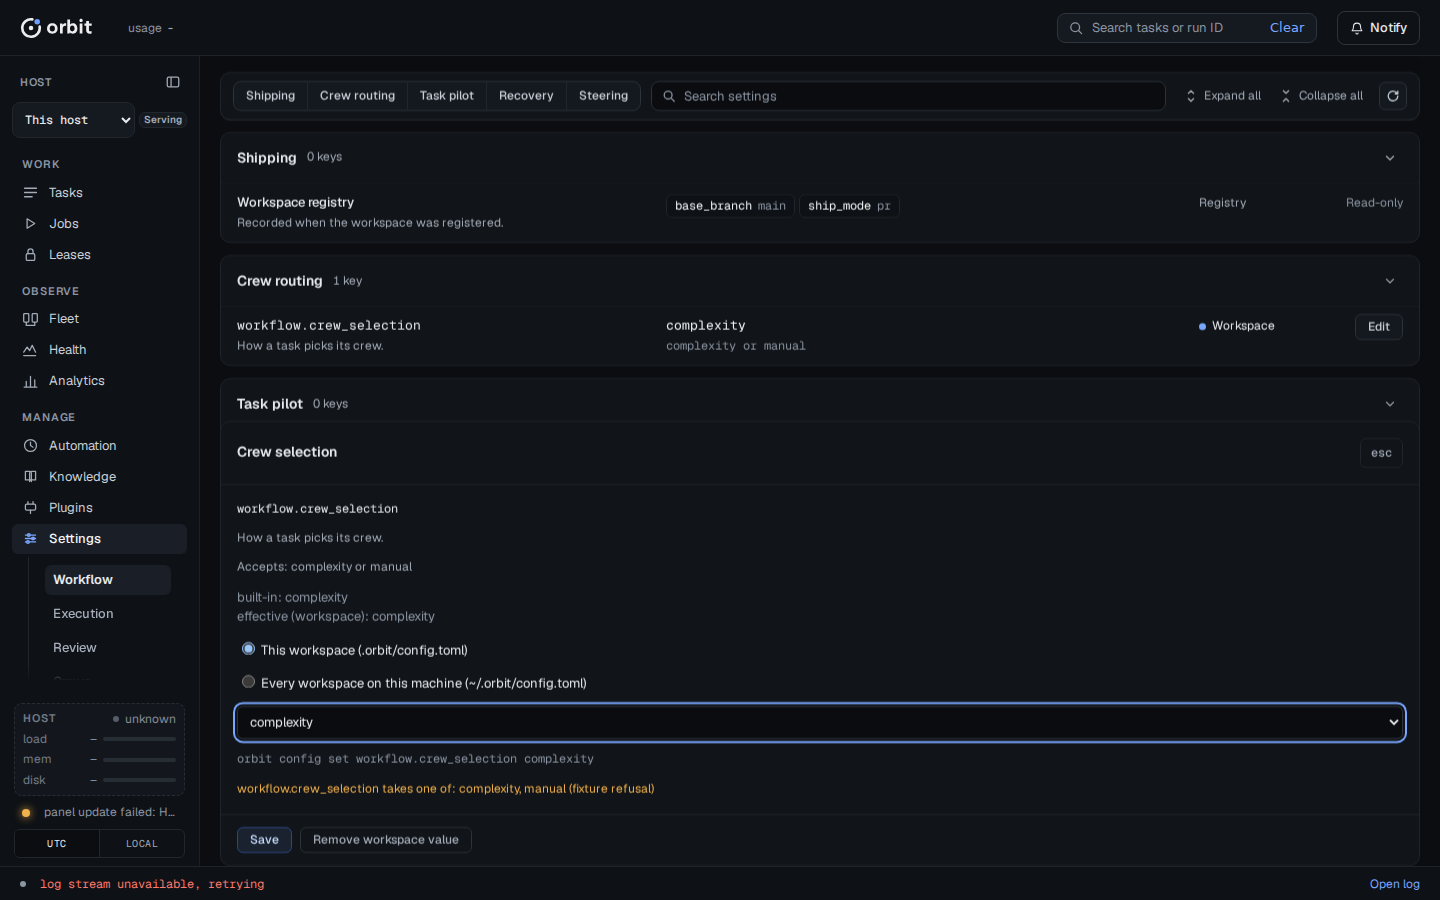 orbit
usage -
Search tasks or run ID
Clear
Notify
HOST
This host
Serving
WORK
Tasks
Jobs
Leases
OBSERVE
Fleet
Health
Analytics
MANAGE
Automation
Knowledge
Plugins
Settings
Workflow
Execution
Review
HOST
unknown
load –
mem –
disk –
panel update failed: H...
UTC
LOCAL
Shipping
Crew routing
Task pilot
Recovery
Steering
Search settings
Expand all
Collapse all
Shipping 0 keys
Workspace registry
Recorded when the workspace was registered.
base_branch main
ship_mode pr
Registry
Read-only
Crew routing 1 key
workflow.crew_selection
How a task picks its crew.
complexity
complexity or manual
Workspace
Edit
Task pilot 0 keys
Crew selection
esc
workflow.crew_selection
How a task picks its crew.
Accepts: complexity or manual
built-in: complexity
effective (workspace): complexity
This workspace (.orbit/config.toml)
Every workspace on this machine (~/.orbit/config.toml)
complexity
orbit config set workflow.crew_selection complexity
workflow.crew_selection takes one of: complexity, manual (fixture refusal)
Save
Remove workspace value
log stream unavailable, retrying
Open log